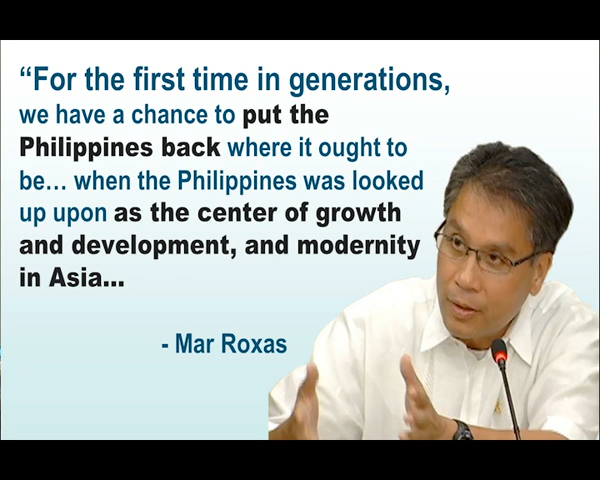 “For the first time in generations,
we have a chance to put the
Philippines back where it ought to
be... when the Philippines was looked
up upon as the center of growth
and development, and modernity
in Asia...
- Mar Roxas